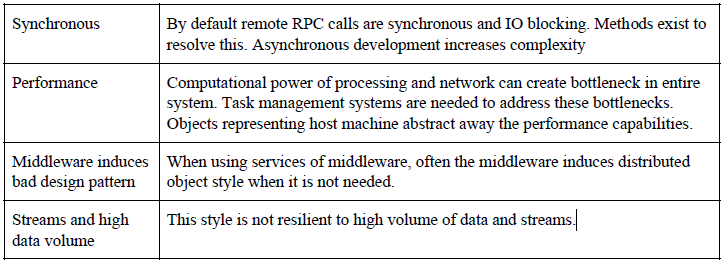 Synchronous
By default remote RPC calls are synchronous and IO blocking. Methods exist to
resolve this. Asynchronous development increases complexity
Performance
Computational power of processing and network can create bottleneck in entire
system. Task management systems are needed to address these bottlenecks.
Objects representing host machine abstract away the performance capabilities.
Middleware induces
bad design pattern
When using services of middleware, often the middleware induces distributed
object style when it is not needed.
Streams and high
data volume
This style is not resilient to high volume of data and streams.